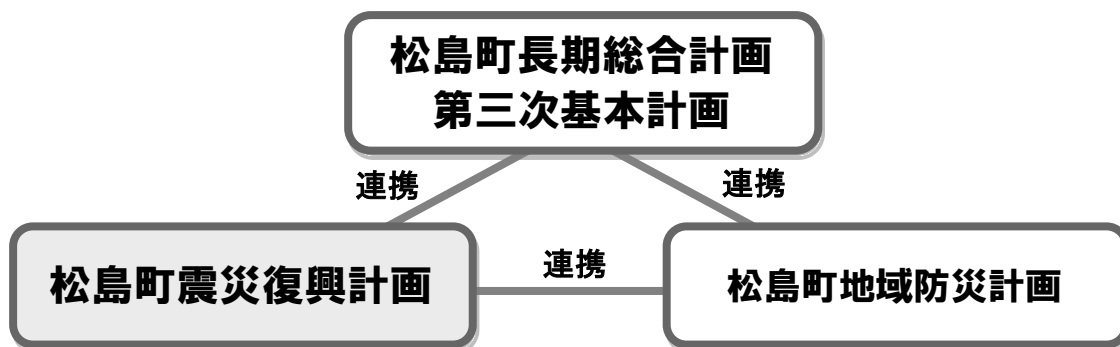 松島町長期総合計画
第三次基本計画
連携
連携
松島町震災復興計画
連携
松島町地域防災計画